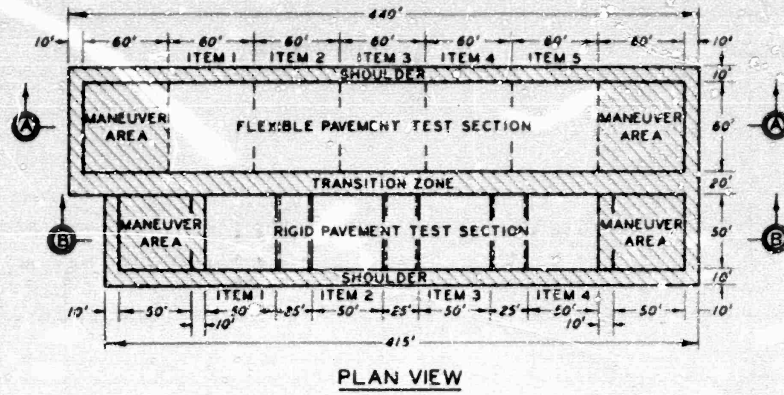 440'
10' 60' 60' 60' 60' 60' 60' 60' 10'
ITEM 1 ITEM 2 ITEM 3 ITEM 4 ITEM 5
SHOULDER 10'
A MANEUVER AREA FLEXIBLE PAVEMENT TEST SECTION MANEUVER AREA 60' A
TRANSITION ZONE 20'
B MANEUVER AREA RIGID PAVEMENT TEST SECTION MANEUVER AREA 50' B
SHOULDER 10'
ITEM 1 ITEM 2 ITEM 3 ITEM 4
10' 50' 50' 25' 50' 25' 50' 25' 50' 50' 10'
10' 10'
415'
PLAN VIEW